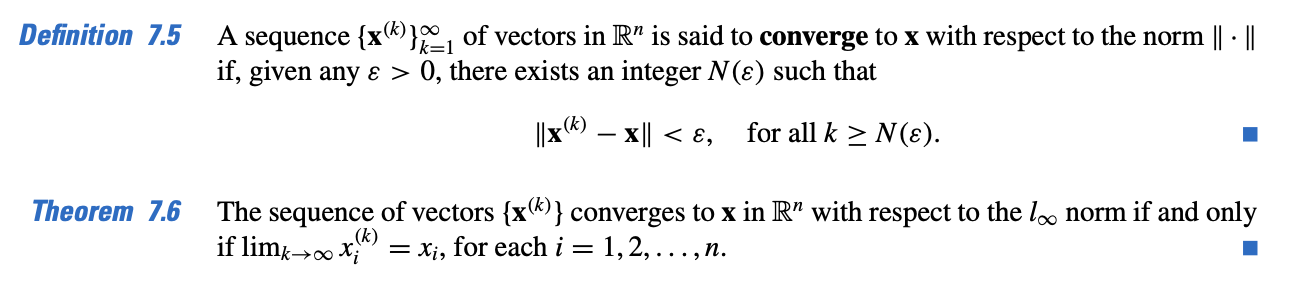 Definition 7.5 A sequence {x^(k)}_{k=1}^∞ of vectors in ℝ^n is said to converge to x with respect to the norm ‖ · ‖
if, given any ε > 0, there exists an integer N(ε) such that
‖x^(k) − x‖ < ε, for all k ≥ N(ε). ■
Theorem 7.6 The sequence of vectors {x^(k)} converges to x in ℝ^n with respect to the l_∞ norm if and only
if lim_{k→∞} x_i^(k) = x_i, for each i = 1, 2, . . . , n. ■